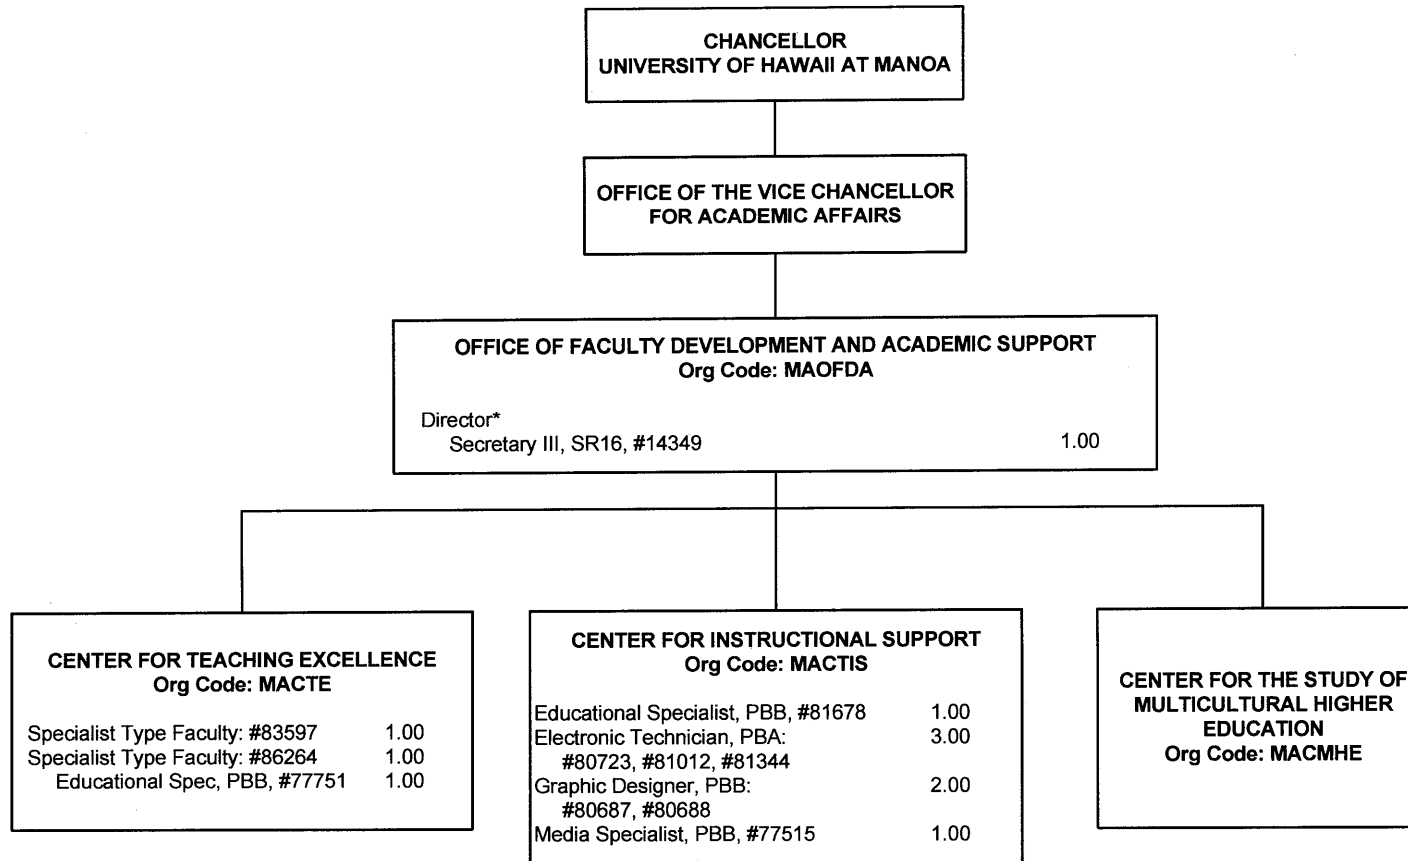 CHANCELLOR
UNIVERSITY OF HAWAII AT MANOA
OFFICE OF THE VICE CHANCELLOR
FOR ACADEMIC AFFAIRS
OFFICE OF FACULTY DEVELOPMENT AND ACADEMIC SUPPORT
Org Code: MAOFDA
Director*
Secretary III, SR16, #14349 1.00
CENTER FOR TEACHING EXCELLENCE
Org Code: MACTE
Specialist Type Faculty: #83597 1.00
Specialist Type Faculty: #86264 1.00
Educational Spec, PBB, #77751 1.00
CENTER FOR INSTRUCTIONAL SUPPORT
Org Code: MACTIS
Educational Specialist, PBB, #81678 1.00
Electronic Technician, PBA: 3.00
#80723, #81012, #81344
Graphic Designer, PBB: 2.00
#80687, #80688
Media Specialist, PBB, #77515 1.00
CENTER FOR THE STUDY OF
MULTICULTURAL HIGHER
EDUCATION
Org Code: MACMHE